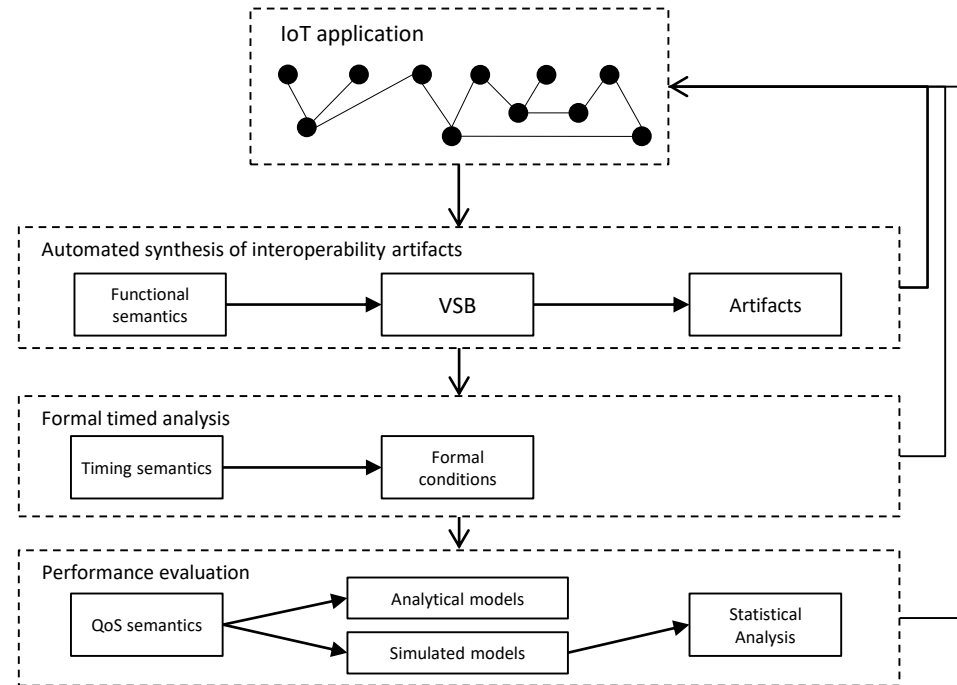 IoT application
Automated synthesis of interoperability artifacts
Functional
semantics
VSB
Artifacts
Formal timed analysis
Timing semantics
Formal
conditions
Performance evaluation
QoS semantics
Analytical models
Simulated models
Statistical
Analysis